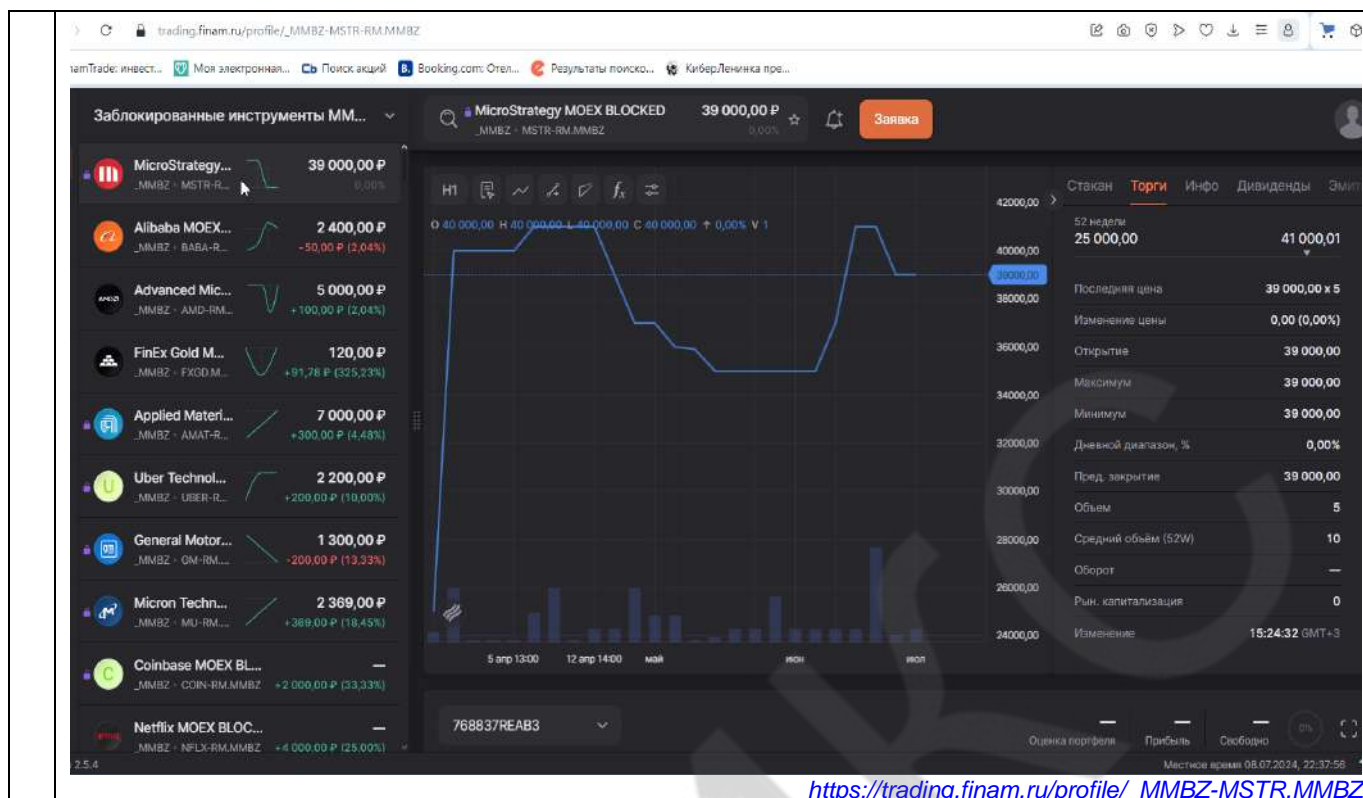 trading.finam.ru/profile/_MMBZ-MSTR-RM.MMBZ
namTrade: инвест... Моя электронная... Поиск акций Booking.com: Отел... Результаты поиско... КиберЛенинка пре...
Заблокированные инструменты ММ...
MicroStrategy MOEX BLOCKED 39 000,00 ₽
_MMBZ · MSTR-RM.MMBZ 0,00%
Заявка
MicroStrategy... 39 000,00 ₽
_MMBZ · MSTR-R... 0,00%
Alibaba MOEX... 2 400,00 ₽
_MMBZ · BABA-R... -50,00 ₽ (2,04%)
Advanced Mic... 5 000,00 ₽
_MMBZ · AMD-RM... +100,00 ₽ (2,04%)
FinEx Gold M... 120,00 ₽
_MMBZ · FXGD.M... +91,78 ₽ (325,23%)
Applied Materi... 7 000,00 ₽
_MMBZ · AMAT-R... +300,00 ₽ (4,48%)
Uber Technol... 2 200,00 ₽
_MMBZ · UBER-R... +200,00 ₽ (10,00%)
General Motor... 1 300,00 ₽
_MMBZ · GM-RM.... -200,00 ₽ (13,33%)
Micron Techn... 2 369,00 ₽
_MMBZ · MU-RM.... +369,00 ₽ (18,45%)
Coinbase MOEX BL... —
_MMBZ · COIN-RM.MMBZ +2 000,00 ₽ (33,33%)
Netflix MOEX BLOC... —
_MMBZ · NFLX-RM.MMBZ +4 000,00 ₽ (25,00%)
2.5.4
H1
O 40 000,00 H 40 000,00 L 40 000,00 C 40 000,00 ↑ 0,00% V 1
42000,00
40000,00
39000,00
38000,00
36000,00
34000,00
32000,00
30000,00
28000,00
26000,00
24000,00
5 апр 13:00 12 апр 14:00 май июн июл
Стакан Торги Инфо Дивиденды Эмит
52 недели
25 000,00 41 000,01
Последняя цена 39 000,00 x 5
Изменение цены 0,00 (0,00%)
Открытие 39 000,00
Максимум 39 000,00
Минимум 39 000,00
Дневной диапазон, % 0,00%
Пред. закрытие 39 000,00
Объем 5
Средний объём (52W) 10
Оборот —
Рын. капитализация 0
Изменение 15:24:32 GMT+3
768837REAB3
— — — 0%
Оценка портфеля Прибыль Свободно
Местное время 08.07.2024, 22:37:56
https://trading.finam.ru/profile/_MMBZ-MSTR.MMBZ